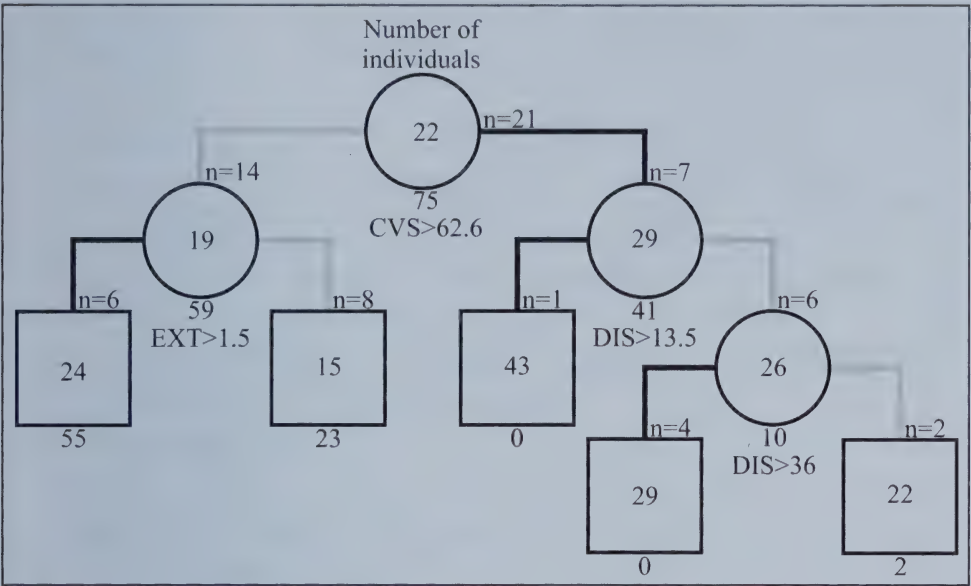 Number of
individuals
22
n=21
75
CVS>62.6
n=14
19
59
EXT>1.5
n=7
29
41
DIS>13.5
n=6
24
55
n=8
15
23
n=1
43
0
n=6
26
10
DIS>36
n=4
29
0
n=2
22
2